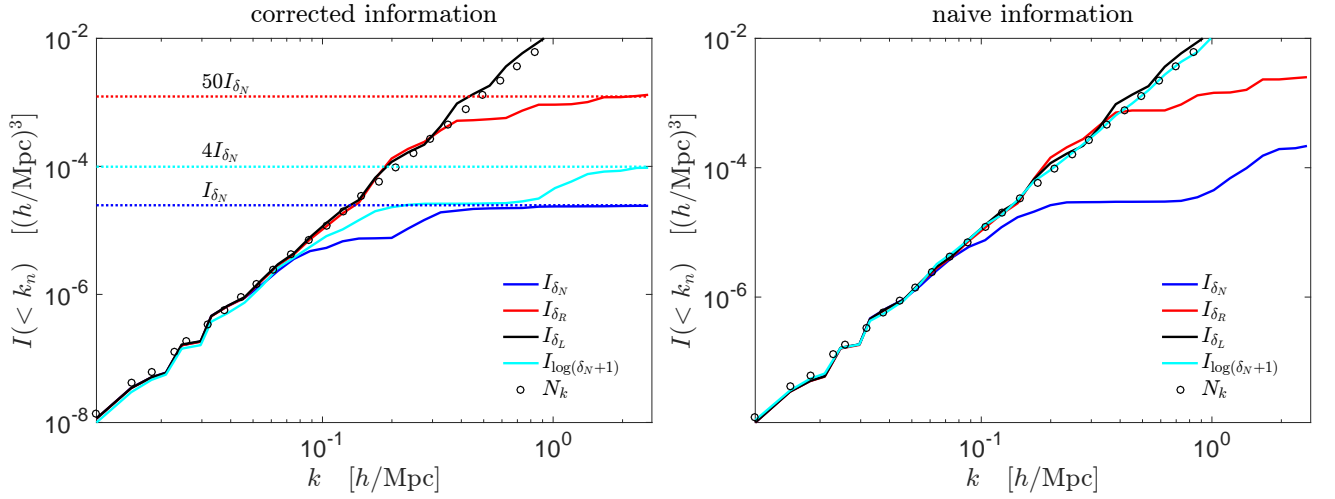 corrected information
10^{-2}
10^{-4}
10^{-6}
10^{-8}
I(< k_n) [(h/Mpc)^3]
50I_{δ_N}
4I_{δ_N}
I_{δ_N}
I_{δ_N}
I_{δ_R}
I_{δ_L}
I_{log(δ_N+1)}
N_k
10^{-1}
10^0
k [h/Mpc]
naive information
10^{-2}
10^{-4}
10^{-6}
I(< k_n) [(h/Mpc)^3]
I_{δ_N}
I_{δ_R}
I_{δ_L}
I_{log(δ_N+1)}
N_k
10^{-1}
10^0
k [h/Mpc]